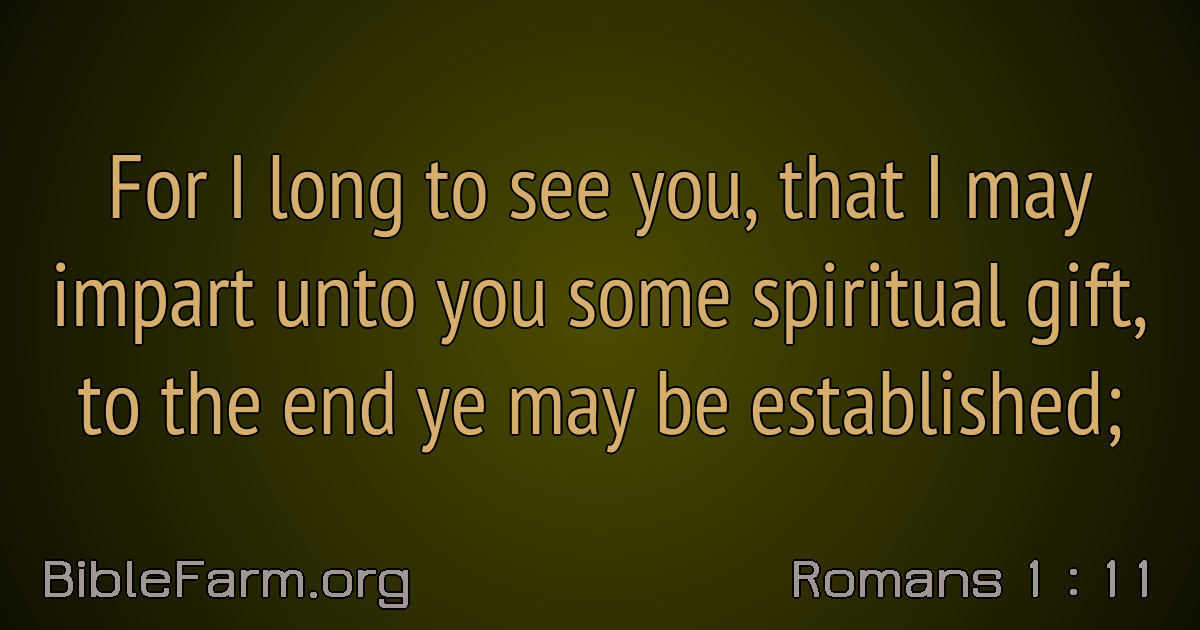 For I long to see you, that I may
impart unto you some spiritual gift,
to the end ye may be established;
BibleFarm.org
Romans 1 : 11